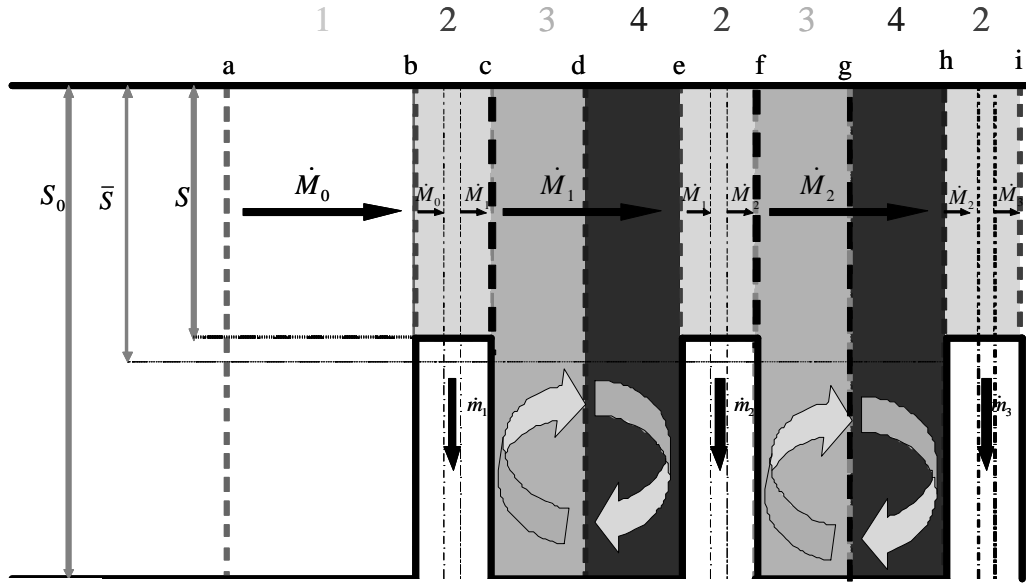 1 2 3 4 2 3 4 2
a b c d e f g h i
S₀ s̄ S Ṁ₀ Ṁ₀ Ṁ₁ Ṁ₁ Ṁ₁ Ṁ₂ Ṁ₂ Ṁ₂
ṁ₁ ṁ₂ ṁ₃